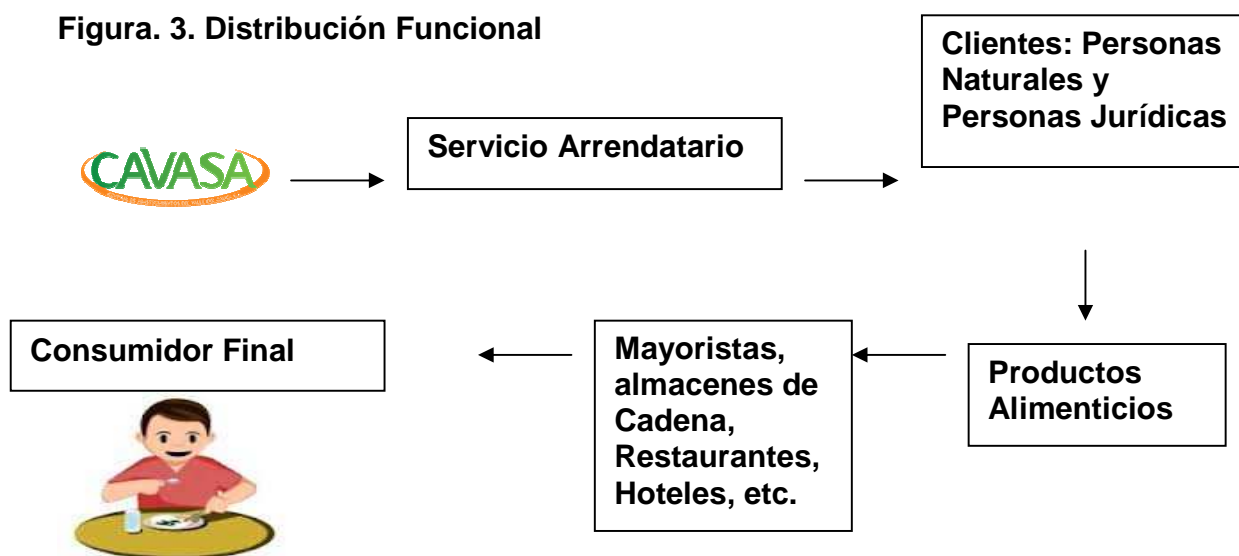 Figura. 3. Distribución Funcional
CAVASA
Servicio Arrendatario
Clientes: Personas
Naturales y
Personas Jurídicas
Productos
Alimenticios
Mayoristas,
almacenes de
Cadena,
Restaurantes,
Hoteles, etc.
Consumidor Final